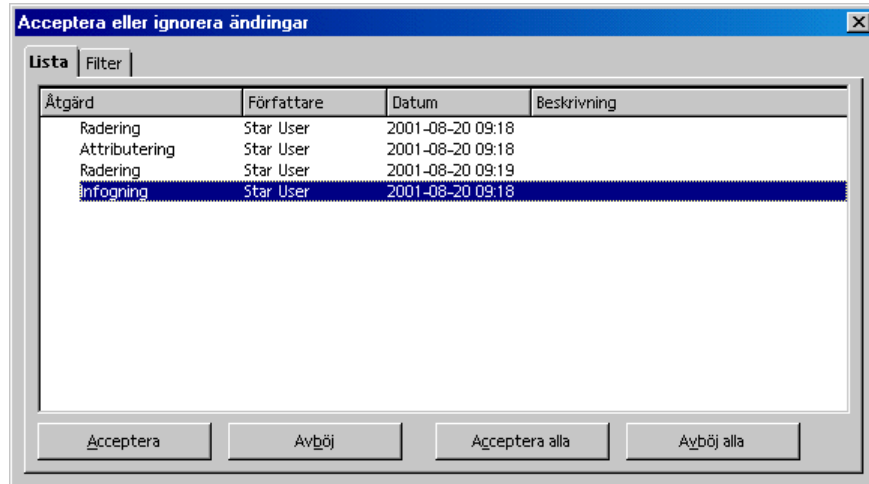 Acceptera eller ignorera ändringar
Lista Filter
Åtgärd Författare Datum Beskrivning
Radering Star User 2001-08-20 09:18
Attributering Star User 2001-08-20 09:18
Radering Star User 2001-08-20 09:19
Infogning Star User 2001-08-20 09:18
Acceptera Avböj Acceptera alla Avböj alla